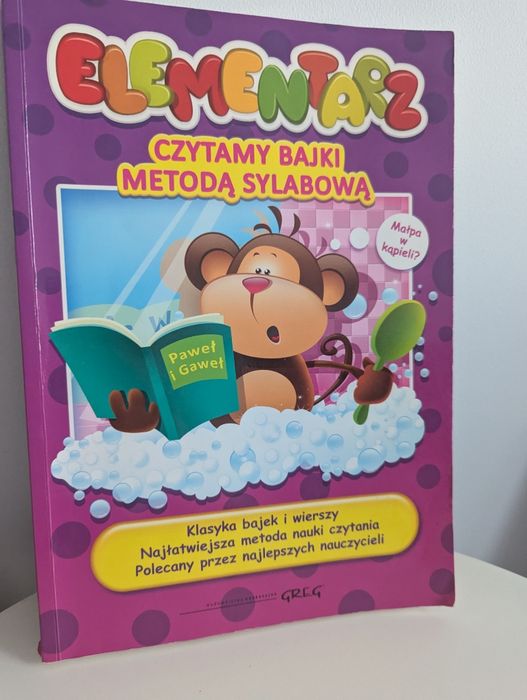 ELEMENTARZ
CZYTAMY BAJKI
METODĄ SYLABOWĄ
Małpa
w
kąpieli?
W
Paweł
i Gaweł
Klasyka bajek i wierszy
Najłatwiejsza metoda nauki czytania
Polecany przez najlepszych nauczycieli
GREG